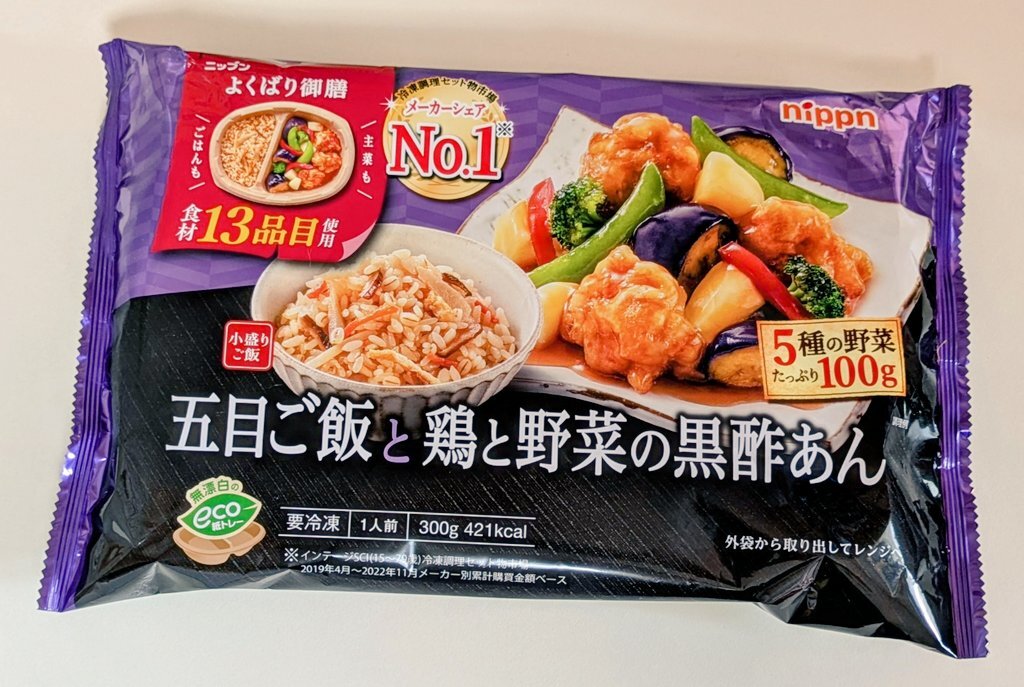 ニップン
よくばり御膳
ごはんも
主菜も
食材13品目使用
冷凍調理セット物市場
メーカーシェア
No.1※
nippn
小盛り
ご飯
5種の野菜
たっぷり100g
五目ご飯と鶏と野菜の黒酢あん
無漂白の
eco
紙トレー
要冷凍 1人前 300g 421kcal
外袋から取り出してレンジへ
※インテージSCI(15～79歳)冷凍調理セット物市場
2019年4月～2022年11月メーカー別累計購買金額ベース